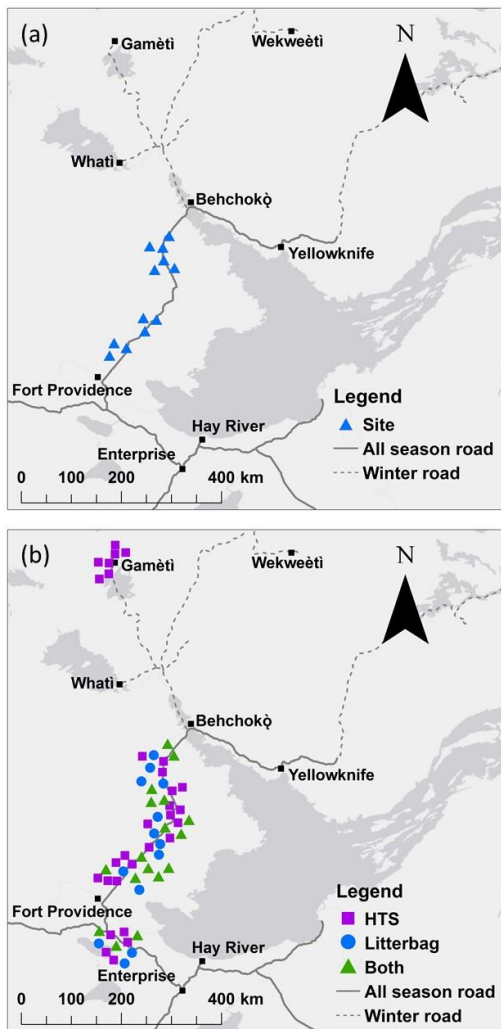 (a)
Gamètì
Wekweètì
N
Whatì
Behchokǫ̀
Yellowknife
Fort Providence
Legend
Site
Hay River
All season road
Enterprise
Winter road
0 100 200 400 km
(b)
Gamètì
Wekweètì
N
Whatì
Behchokǫ̀
Yellowknife
Legend
HTS
Fort Providence
Litterbag
Both
Hay River
All season road
Enterprise
Winter road
0 100 200 400 km